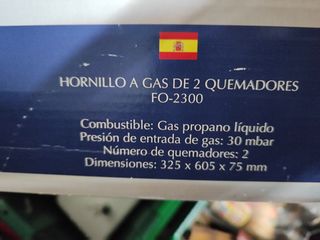 HORNILLO A GAS DE 2 QUEMADORES
FO-2300
Combustible: Gas propano líquido
Presión de entrada de gas: 30 mbar
Número de quemadores: 2
Dimensiones: 325 x 605 x 75 mm